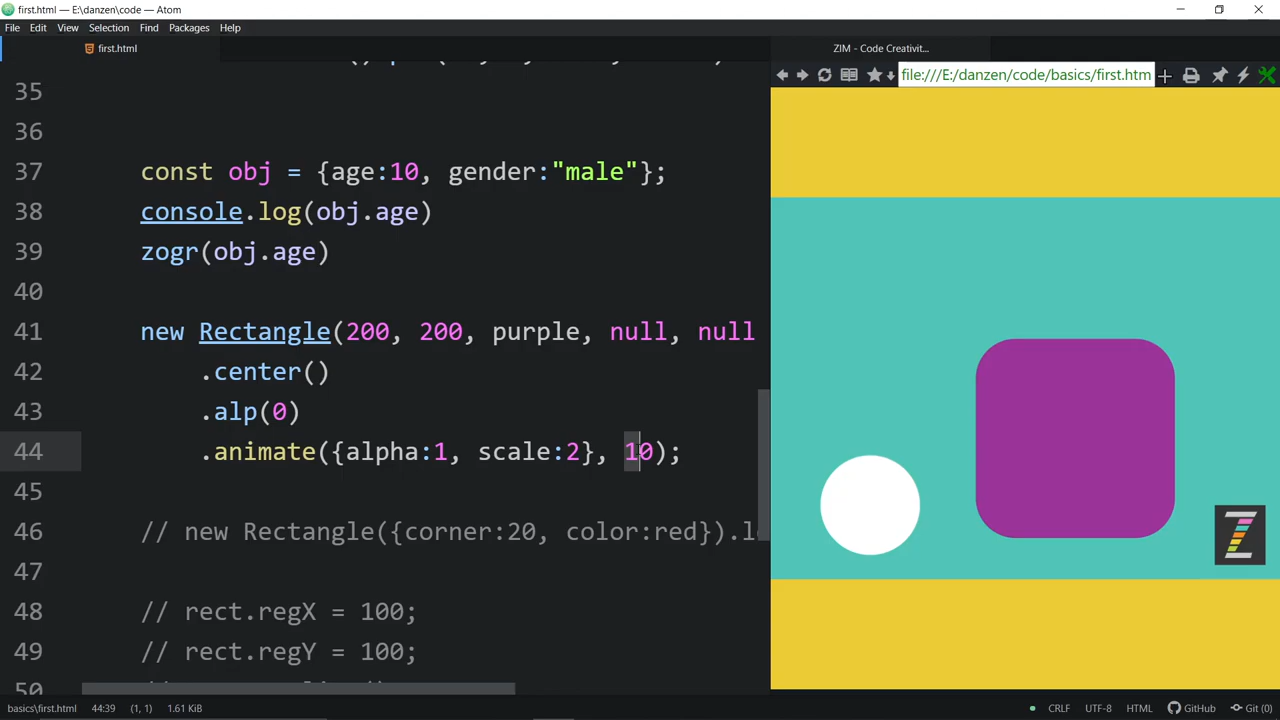 first.html — E:\danzen\code — Atom
File Edit View Selection Find Packages Help
first.html
ZIM - Code Creativit...
file:///E:/danzen/code/basics/first.htm
35
36
37 const obj = {age:10, gender:"male"};
38 console.log(obj.age)
39 zogr(obj.age)
40
41 new Rectangle(200, 200, purple, null, null
42 .center()
43 .alp(0)
44 .animate({alpha:1, scale:2}, 10);
45
46 // new Rectangle({corner:20, color:red}).l
47
48 // rect.regX = 100;
49 // rect.regY = 100;
50
basics\first.html 44:39 (1, 1) 1.61 KiB CRLF UTF-8 HTML GitHub Git (0)